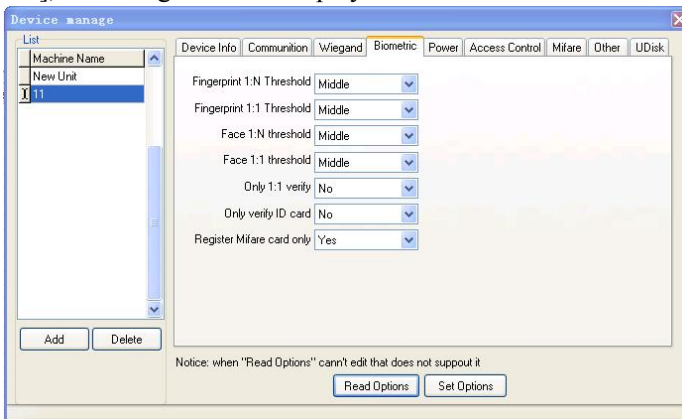 Device manage
List
Machine Name
New Unit
11
Add Delete
Device Info Communition Wiegand Biometric Power Access Control Mifare Other UDisk
Fingerprint 1:N Threshold Middle
Fingerprint 1:1 Threshold Middle
Face 1:N threshold Middle
Face 1:1 threshold Middle
Only 1:1 verify No
Only verify ID card No
Register Mifare card only Yes
Notice: when "Read Options" cann't edit that does not suppout it
Read Options Set Options